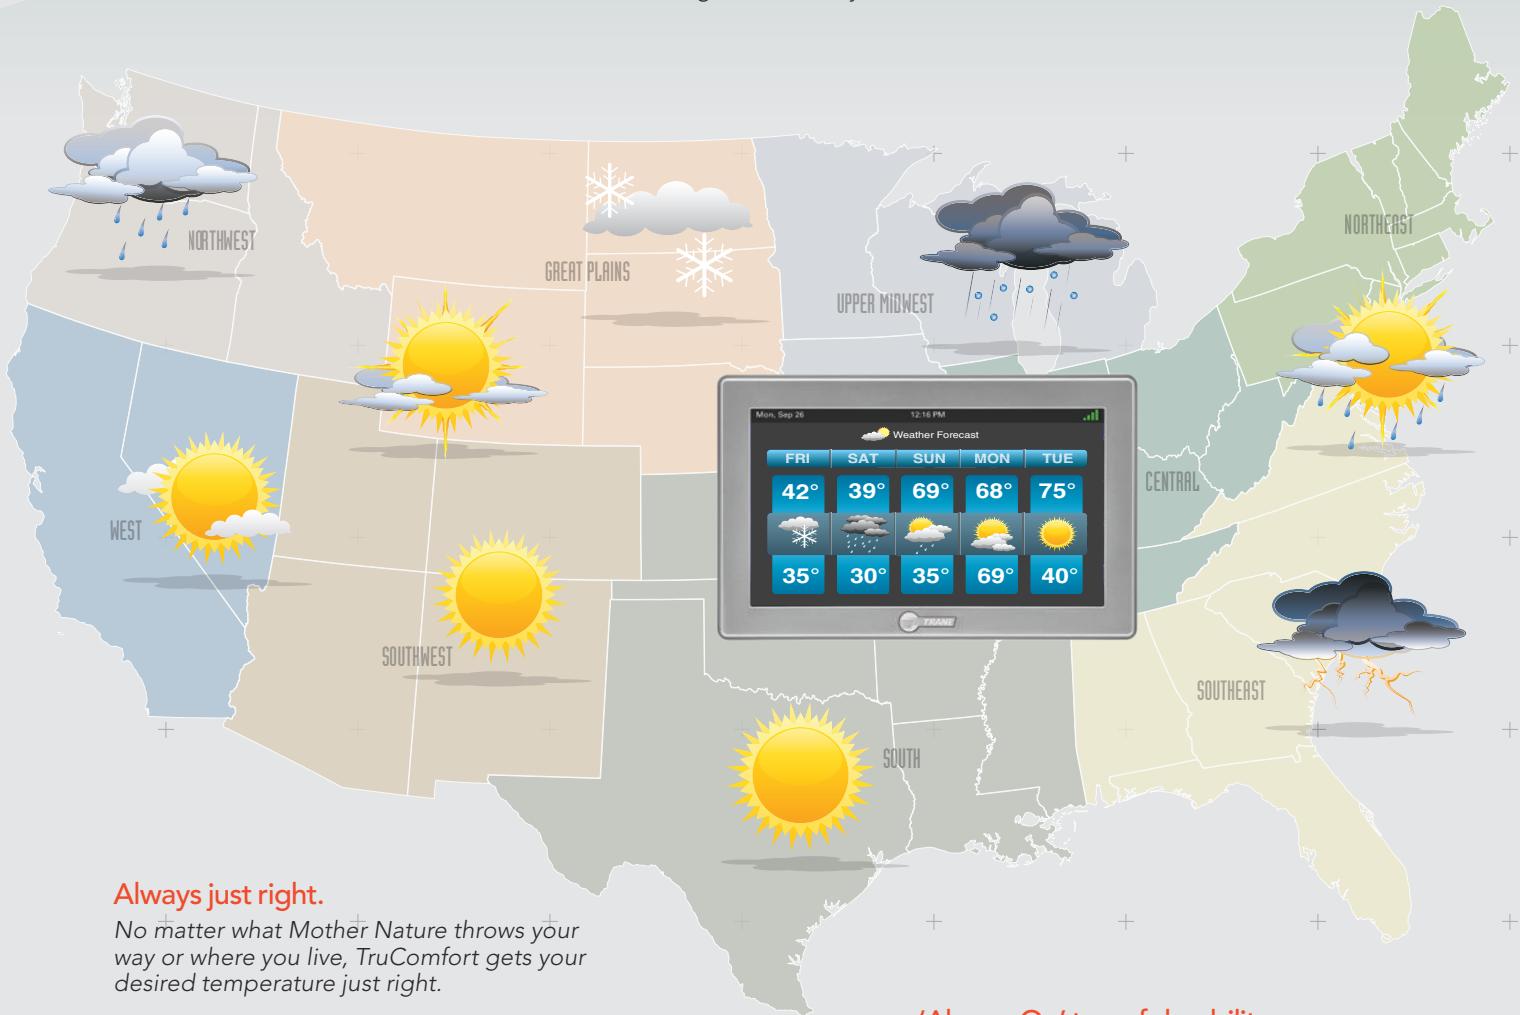 NORTHWEST
GREAT PLAINS
UPPER MIDWEST
NORTHEAST
WEST
SOUTHWEST
SOUTH
CENTRAL
SOUTHEAST
Mon, Sep 26 12:16 PM
Weather Forecast
FRI SAT SUN MON TUE
42° 39° 69° 68° 75°
35° 30° 35° 69° 40°
TRANE
Always just right.
No matter what Mother Nature throws your
way or where you live, TruComfort gets your
desired temperature just right.